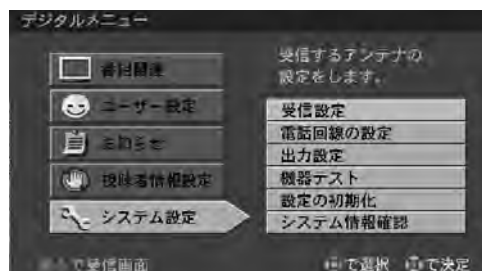 デジタルメニュー
番組関連
ユーザー設定
お知らせ
視聴者情報設定
システム設定
受信するアンテナの
設定をします。
受信設定
電話回線の設定
出力設定
機器テスト
設定の初期化
システム情報確認
で受信画面
で選択
で決定